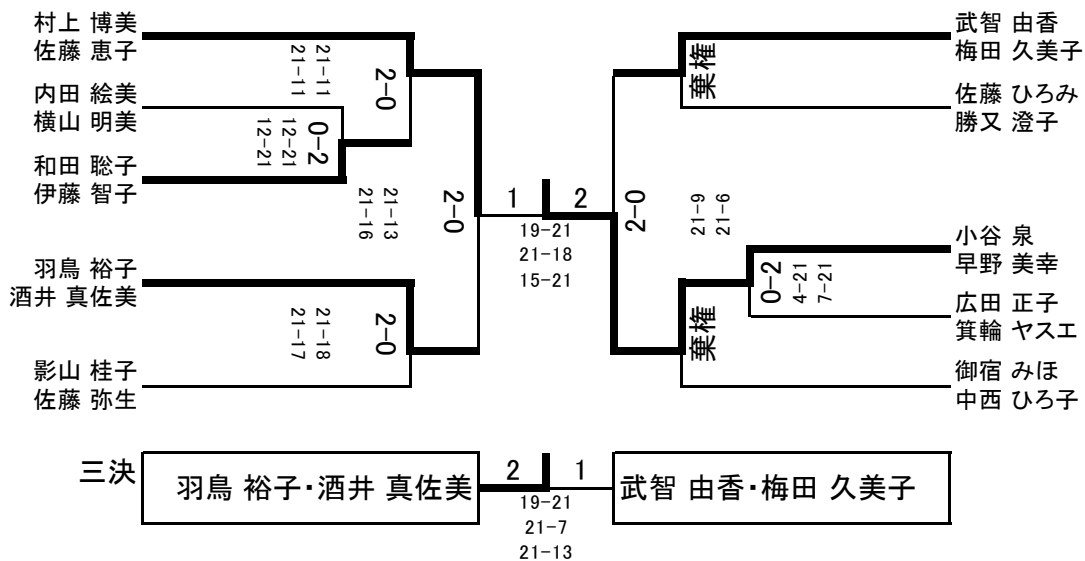 村上 博美
佐藤 恵子
内田 絵美
横山 明美
和田 聡子
伊藤 智子
羽鳥 裕子
酒井 真佐美
影山 桂子
佐藤 弥生
21-11
21-11
2-0
0-2
12-21
12-21
21-13
21-16
2-0
21-18
21-17
2-0
1
2
19-21
21-18
15-21
2-0
棄権
21-6
21-9
0-2
7-21
4-21
棄権
武智 由香
梅田 久美子
佐藤 ひろみ
勝又 澄子
小谷 泉
早野 美幸
広田 正子
箕輪 ヤスエ
御宿 みほ
中西 ひろ子
三決
羽鳥 裕子・酒井 真佐美
2
1
武智 由香・梅田 久美子
19-21
21-7
21-13